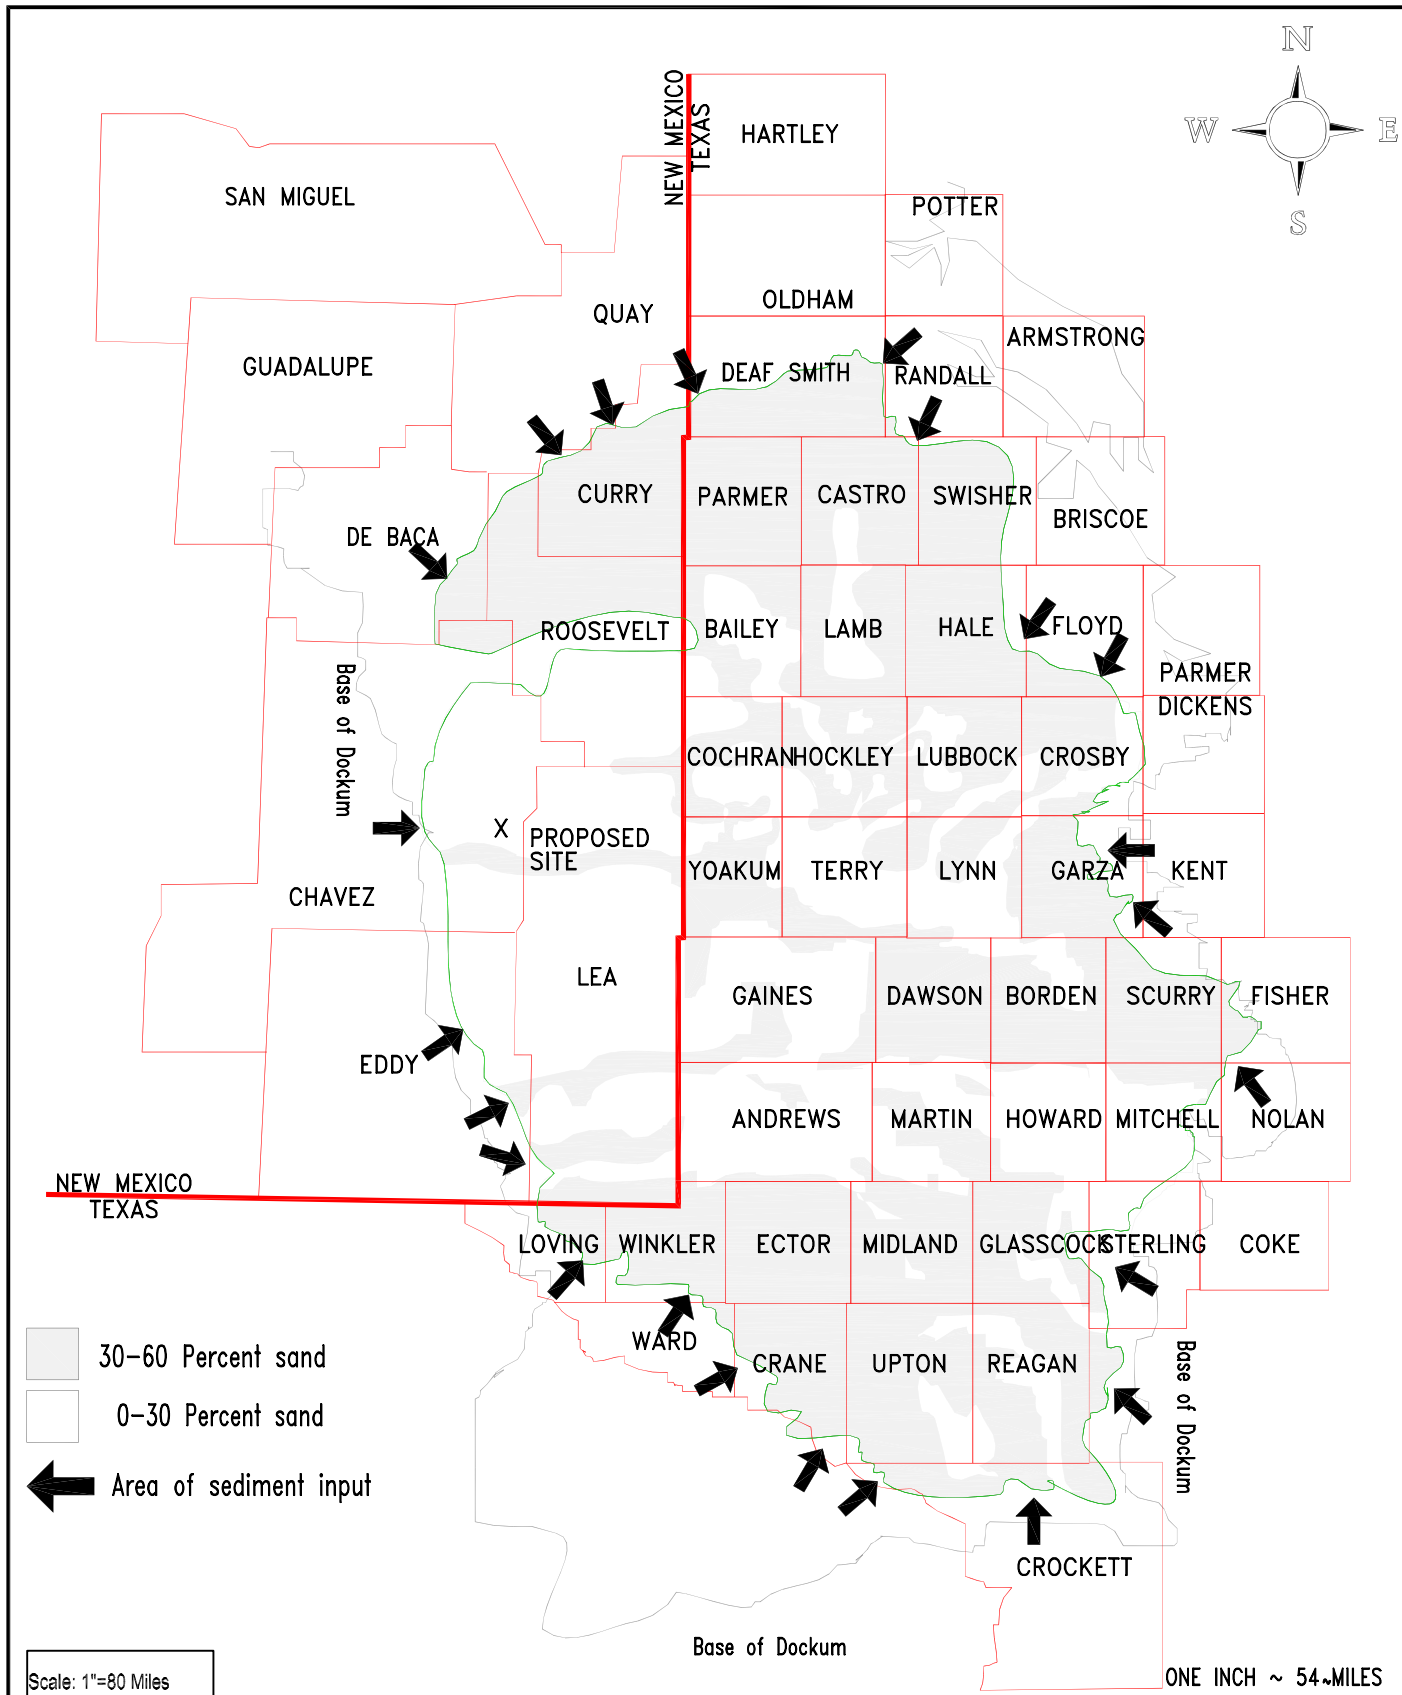 N
W E
S
NEW MEXICO
TEXAS
HARTLEY
SAN MIGUEL
POTTER
QUAY
OLDHAM
ARMSTRONG
GUADALUPE
DEAF SMITH
RANDALL
CURRY
PARMER
CASTRO
SWISHER
BRISCOE
DE BACA
ROOSEVELT
BAILEY
LAMB
HALE
FLOYD
PARMER
DICKENS
Base of Dockum
COCHRAN
HOCKLEY
LUBBOCK
CROSBY
X
PROPOSED
SITE
YOAKUM
TERRY
LYNN
GARZA
KENT
CHAVEZ
LEA
GAINES
DAWSON
BORDEN
SCURRY
FISHER
EDDY
ANDREWS
MARTIN
HOWARD
MITCHELL
NOLAN
NEW MEXICO
TEXAS
LOVING
WINKLER
ECTOR
MIDLAND
GLASSCOCK
STERLING
COKE
WARD
CRANE
UPTON
REAGAN
Base of Dockum
30-60 Percent sand
0-30 Percent sand
Area of sediment input
CROCKETT
Base of Dockum
Scale: 1"=80 Miles
ONE INCH ~ 54~MILES